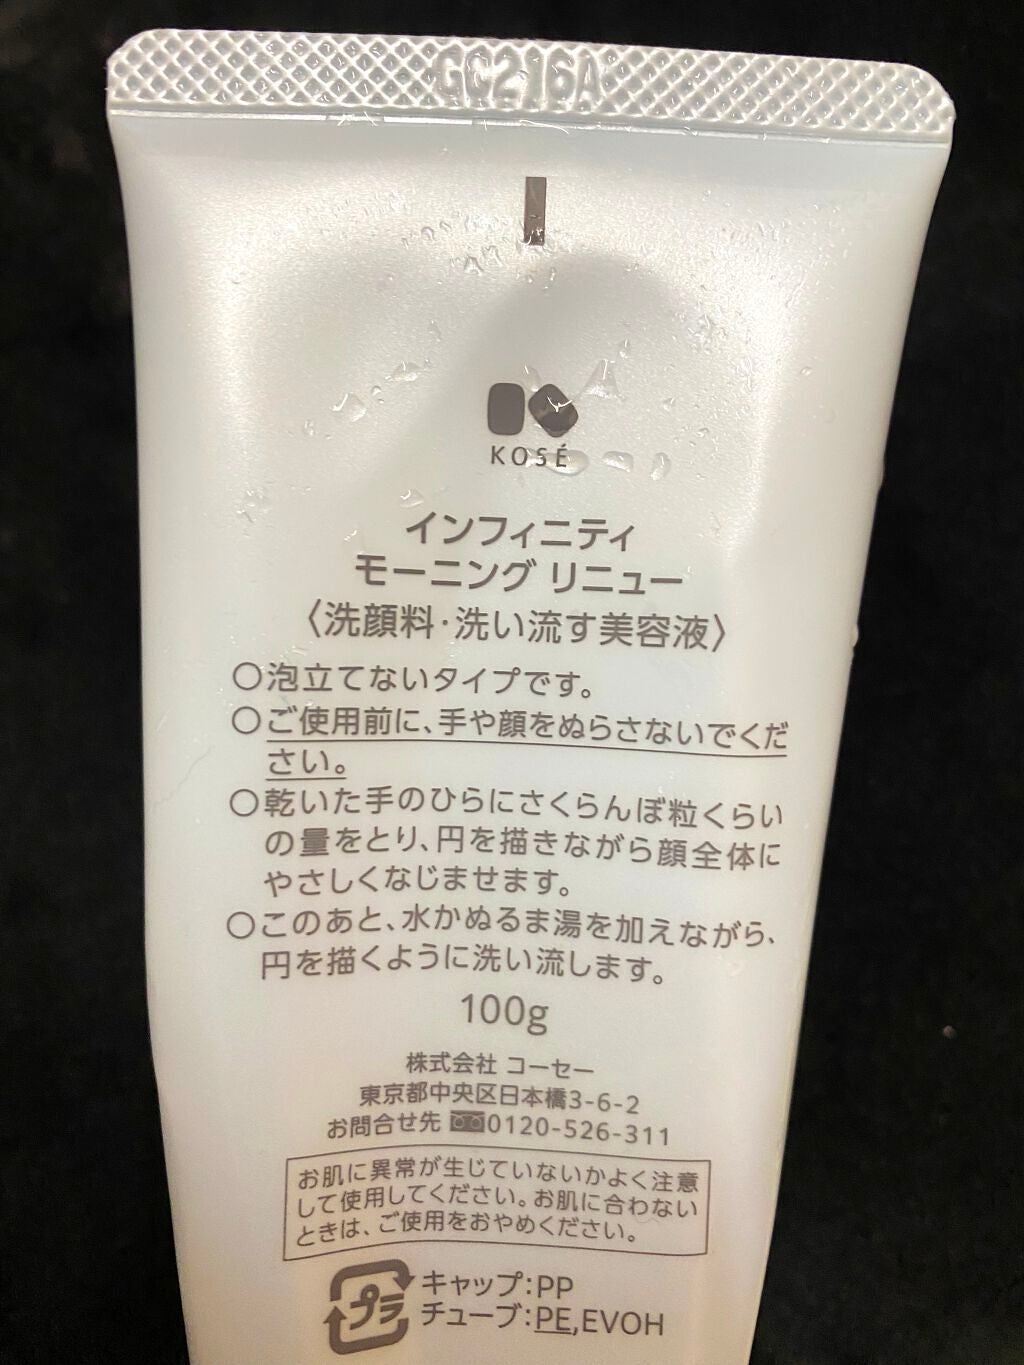 GC216A
KOSÉ
インフィニティ
モーニング リニュー
〈洗顔料・洗い流す美容液〉
○泡立てないタイプです。
○ご使用前に、手や顔をぬらさないでくだ
さい。
○乾いた手のひらにさくらんぼ粒くらい
の量をとり、円を描きながら顔全体に
やさしくなじませます。
○このあと、水かぬるま湯を加えながら、
円を描くように洗い流します。
100g
株式会社 コーセー
東京都中央区日本橋3-6-2
お問合せ先 0120-526-311
お肌に異常が生じていないかよく注意
して使用してください。お肌に合わない
ときは、ご使用をおやめください。
プラ
キャップ:PP
チューブ:PE,EVOH